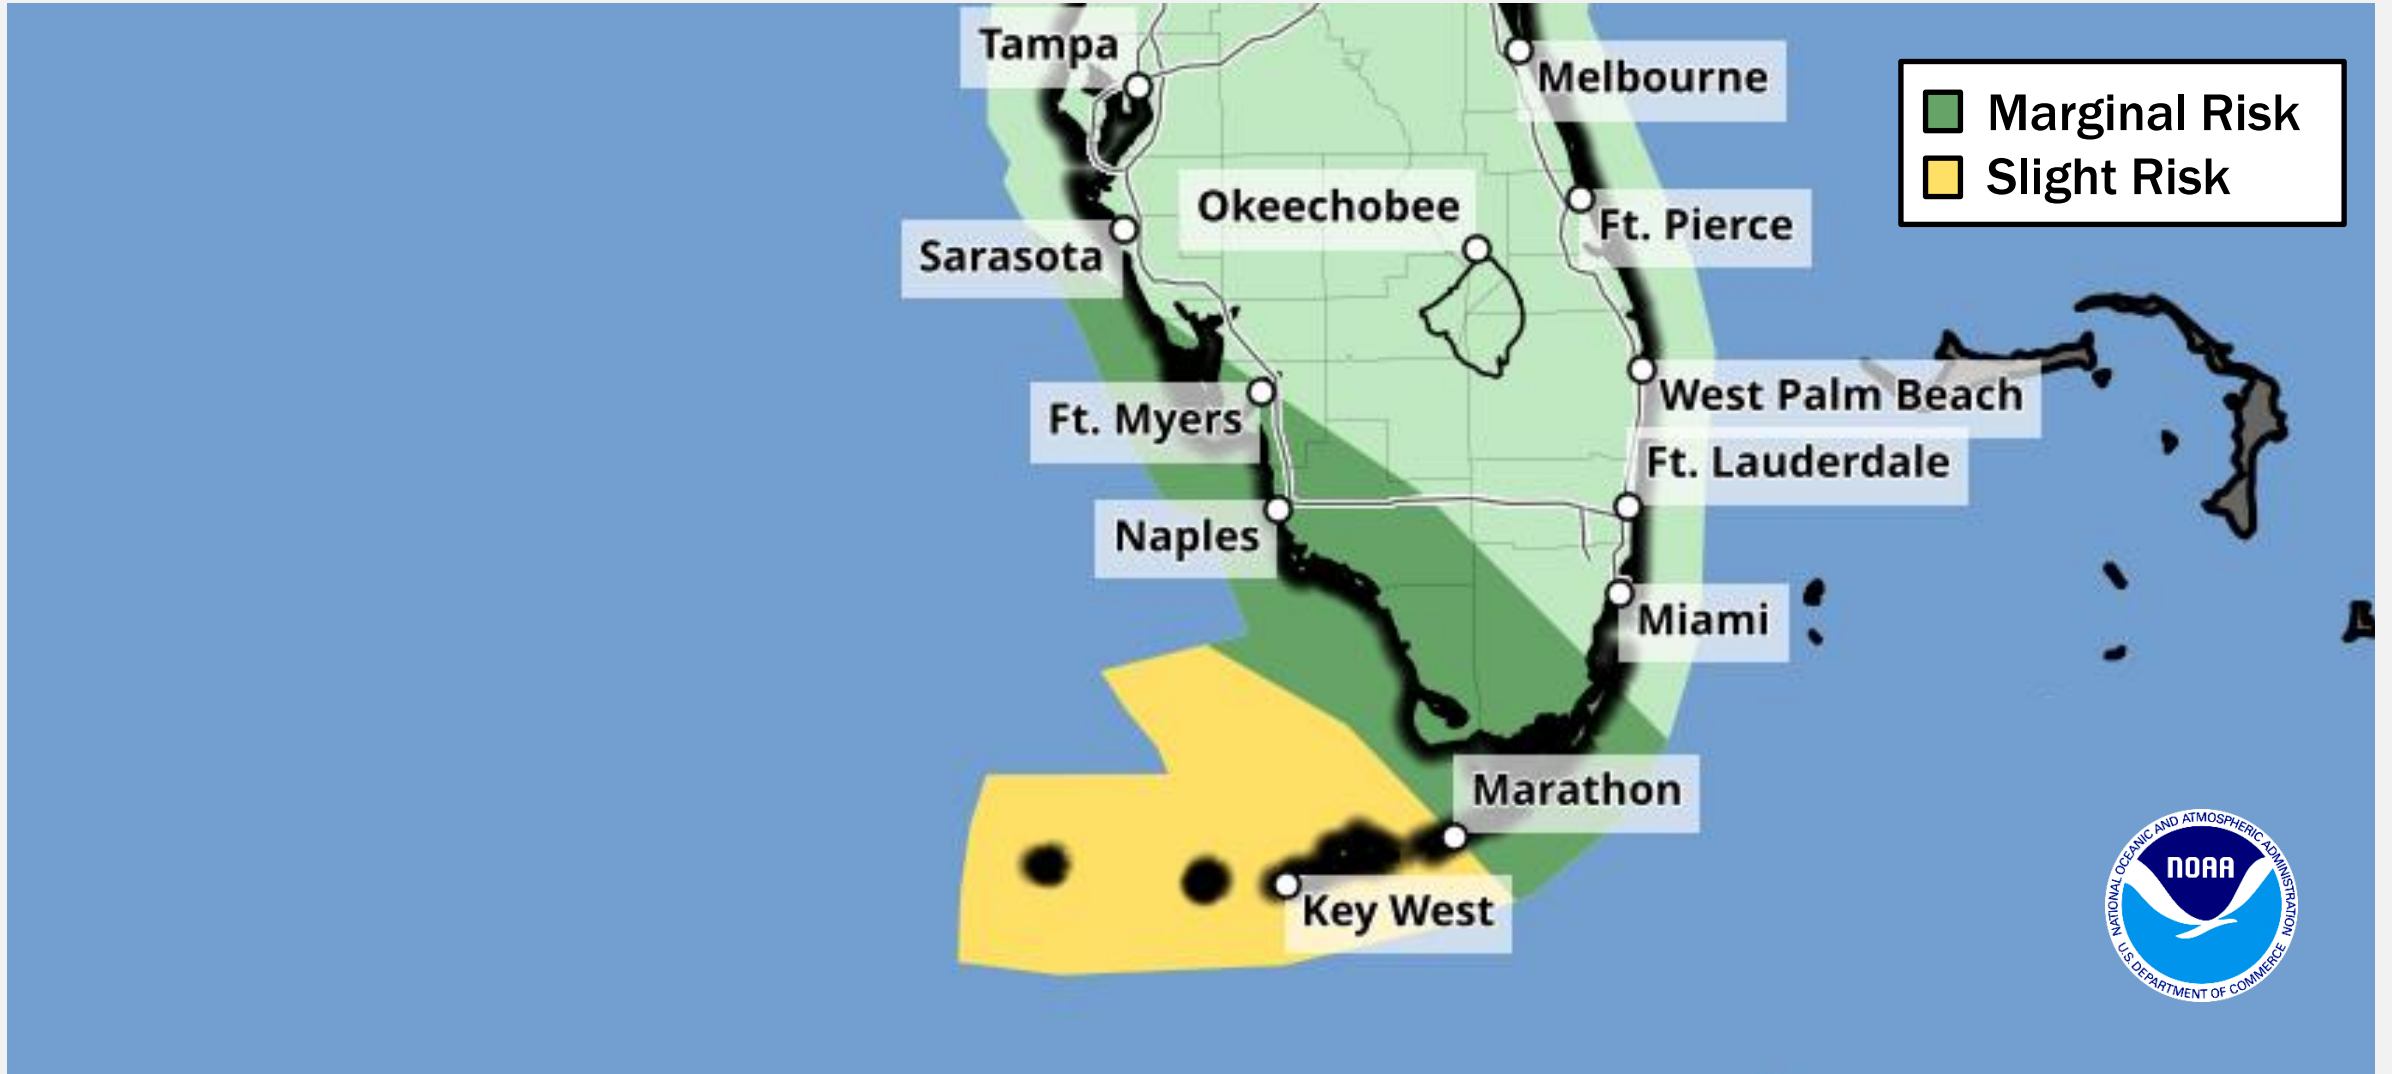 Tampa
Melbourne
Marginal Risk
Slight Risk
Okeechobee
Ft. Pierce
Sarasota
West Palm Beach
Ft. Myers
Ft. Lauderdale
Naples
Miami
Marathon
Key West
NATIONAL OCEANIC AND ATMOSPHERIC ADMINISTRATION
NOAA
U.S. DEPARTMENT OF COMMERCE